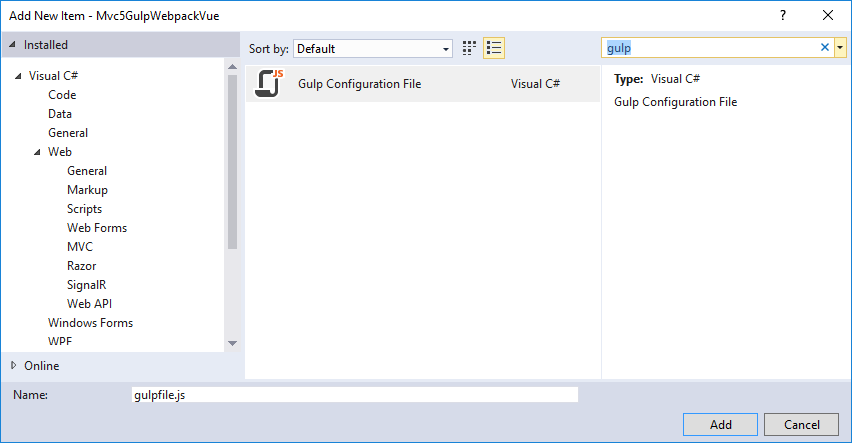 Add New Item - Mvc5GulpWebpackVue
?
Installed
Sort by: Default
gulp
Visual C#
Code
Data
General
Web
General
Markup
Scripts
Web Forms
MVC
Razor
SignalR
Web API
Windows Forms
WPF
Online
JS
Gulp Configuration File Visual C#
Type: Visual C#
Gulp Configuration File
Name: gulpfile.js
Add Cancel